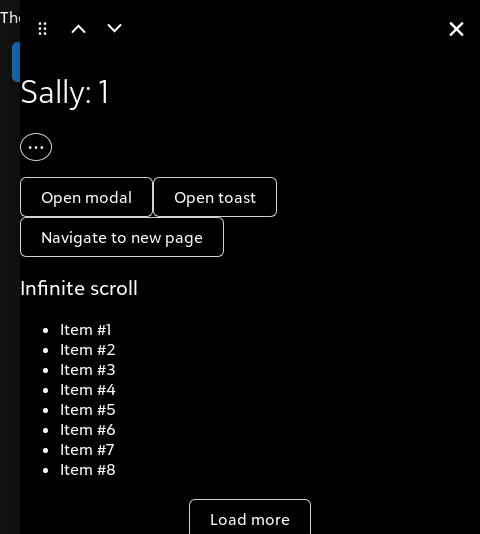 The
Sally: 1
Open modal
Open toast
Navigate to new page
Infinite scroll
Item #1
Item #2
Item #3
Item #4
Item #5
Item #6
Item #7
Item #8
Load more